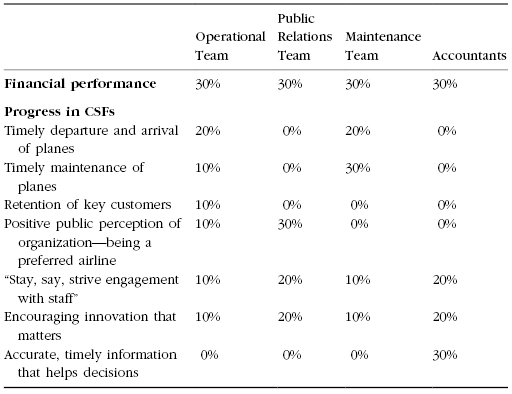 Public
Operational Relations Maintenance
Team Team Team Accountants
Financial performance 30% 30% 30% 30%
Progress in CSFs
Timely departure and arrival 20% 0% 20% 0%
of planes
Timely maintenance of 10% 0% 30% 0%
planes
Retention of key customers 10% 0% 0% 0%
Positive public perception of 10% 30% 0% 0%
organization—being a
preferred airline
“Stay, say, strive engagement 10% 20% 10% 20%
with staff”
Encouraging innovation that 10% 20% 10% 20%
matters
Accurate, timely information 0% 0% 0% 30%
that helps decisions